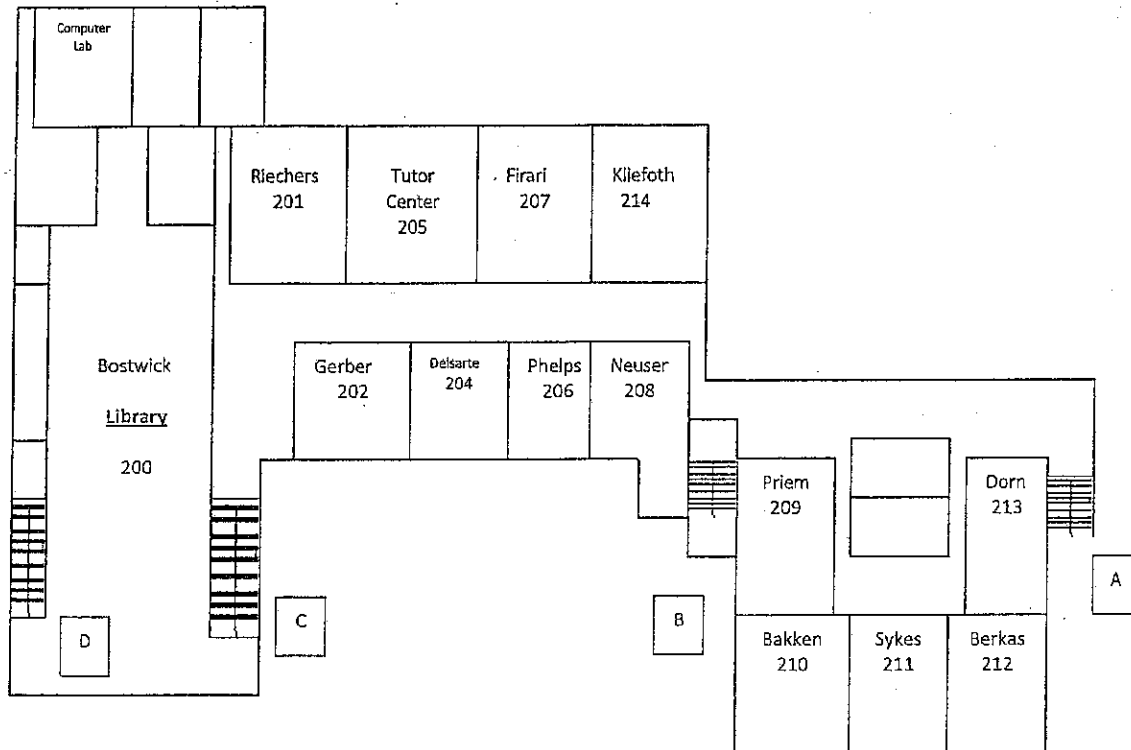 Computer
Lab
Riechers
201
Tutor
Center
205
Firari
207
Kliefoth
214
Bostwick
Library
200
Gerber
202
Delsarte
204
Phelps
206
Neuser
208
Priem
209
Dorn
213
A
B
C
D
Bakken
210
Sykes
211
Berkas
212